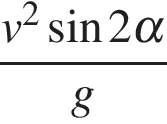 v² sin 2α
g